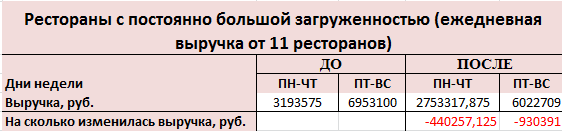 Рестораны с постоянно большой загруженностью (ежедневная
выручка от 11 ресторанов)
ДО ПОСЛЕ
Дни недели ПН-ЧТ ПТ-ВС ПН-ЧТ ПТ-ВС
Выручка, руб. 3193575 6953100 2753317,875 6022709
На сколько изменилась выручка, руб. -440257,125 -930391